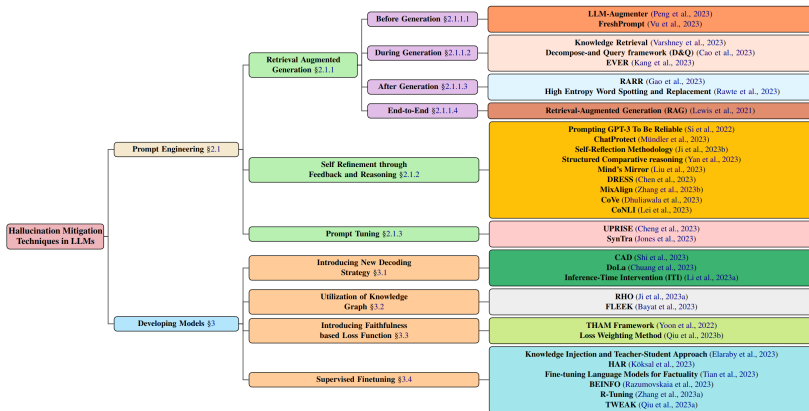 Hallucination Mitigation
Techniques in LLMs
Prompt Engineering §2.1
Retrieval Augmented
Generation §2.1.1
Before Generation §2.1.1.1
LLM-Augmenter (Peng et al., 2023)
FreshPrompt (Vu et al., 2023)
During Generation §2.1.1.2
Knowledge Retrieval (Varshney et al., 2023)
Decompose-and Query framework (D&Q) (Cao et al., 2023)
EVER (Kang et al., 2023)
After Generation §2.1.1.3
RARR (Gao et al., 2023)
High Entropy Word Spotting and Replacement (Rawte et al., 2023)
End-to-End §2.1.1.4
Retrieval-Augmented Generation (RAG) (Lewis et al., 2021)
Self Refinement through
Feedback and Reasoning §2.1.2
Prompting GPT-3 To Be Reliable (Si et al., 2022)
ChatProtect (Mündler et al., 2023)
Self-Reflection Methodology (Ji et al., 2023b)
Structured Comparative reasoning (Yan et al., 2023)
Mind's Mirror (Liu et al., 2023)
DRESS (Chen et al., 2023)
MixAlign (Zhang et al., 2023b)
CoVe (Dhuliawala et al., 2023)
CoNLI (Lei et al., 2023)
Prompt Tuning §2.1.3
UPRISE (Cheng et al., 2023)
SynTra (Jones et al., 2023)
Developing Models §3
Introducing New Decoding
Strategy §3.1
CAD (Shi et al., 2023)
DoLa (Chuang et al., 2023)
Inference-Time Intervention (ITI) (Li et al., 2023a)
Utilization of Knowledge
Graph §3.2
RHO (Ji et al., 2023a)
FLEEK (Bayat et al., 2023)
Introducing Faithfulness
based Loss Function §3.3
THAM Framework (Yoon et al., 2022)
Loss Weighting Method (Qiu et al., 2023b)
Supervised Finetuning §3.4
Knowledge Injection and Teacher-Student Approach (Elaraby et al., 2023)
HAR (Köksal et al., 2023)
Fine-tuning Language Models for Factuality (Tian et al., 2023)
BEINFO (Razumovskaia et al., 2023)
R-Tuning (Zhang et al., 2023a)
TWEAK (Qiu et al., 2023a)